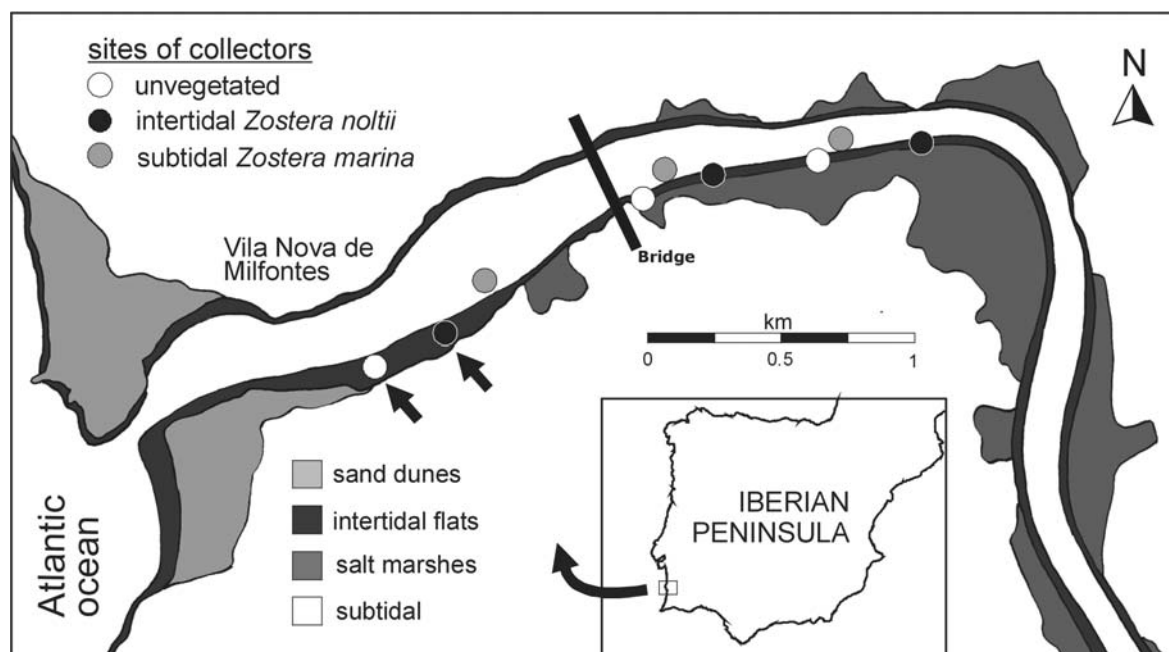 sites of collectors
unvegetated
intertidal Zostera noltii
subtidal Zostera marina
N
Vila Nova de
Milfontes
Bridge
km
0 0.5 1
sand dunes
intertidal flats
salt marshes
subtidal
Atlantic
ocean
IBERIAN
PENINSULA